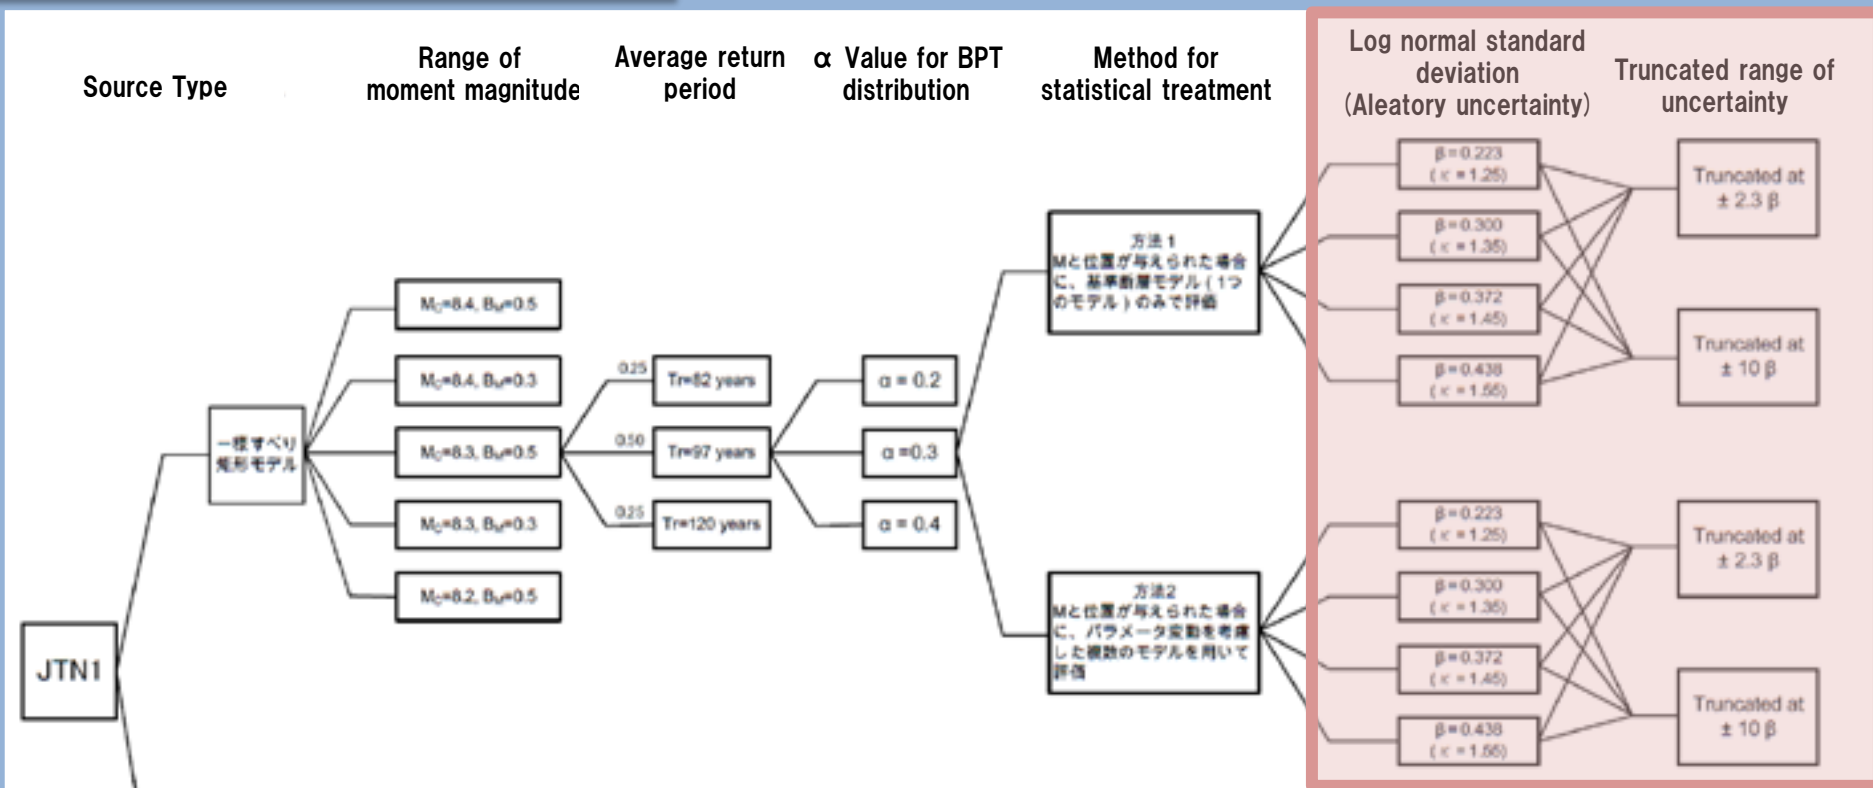 Source Type
Range of
moment magnitude
Average return
period
α Value for BPT
distribution
Method for
statistical treatment
Log normal standard
deviation
(Aleatory uncertainty)
Truncated range of
uncertainty
JTN1
一様すべり
矩形モデル
M_C=8.4, B_M=0.5
M_C=8.4, B_M=0.3
M_C=8.3, B_M=0.5
M_C=8.3, B_M=0.3
M_C=8.2, B_M=0.5
0.25
Tr=82 years
0.50
Tr=97 years
0.25
Tr=120 years
α = 0.2
α =0.3
α = 0.4
方法1
Mと位置が与えられた場合
に、基準断層モデル(1つ
のモデル)のみで評価
方法2
Mと位置が与えられた場合
に、パラメータ変動を考慮
した複数のモデルを用いて
評価
β=0.223
(κ =1.25)
β=0.300
(κ =1.35)
β=0.372
(κ =1.45)
β=0.438
(κ =1.55)
Truncated at
± 2.3 β
Truncated at
± 10 β
β=0.223
(κ =1.25)
β=0.300
(κ =1.35)
β=0.372
(κ =1.45)
β=0.438
(κ =1.55)
Truncated at
± 2.3 β
Truncated at
± 10 β